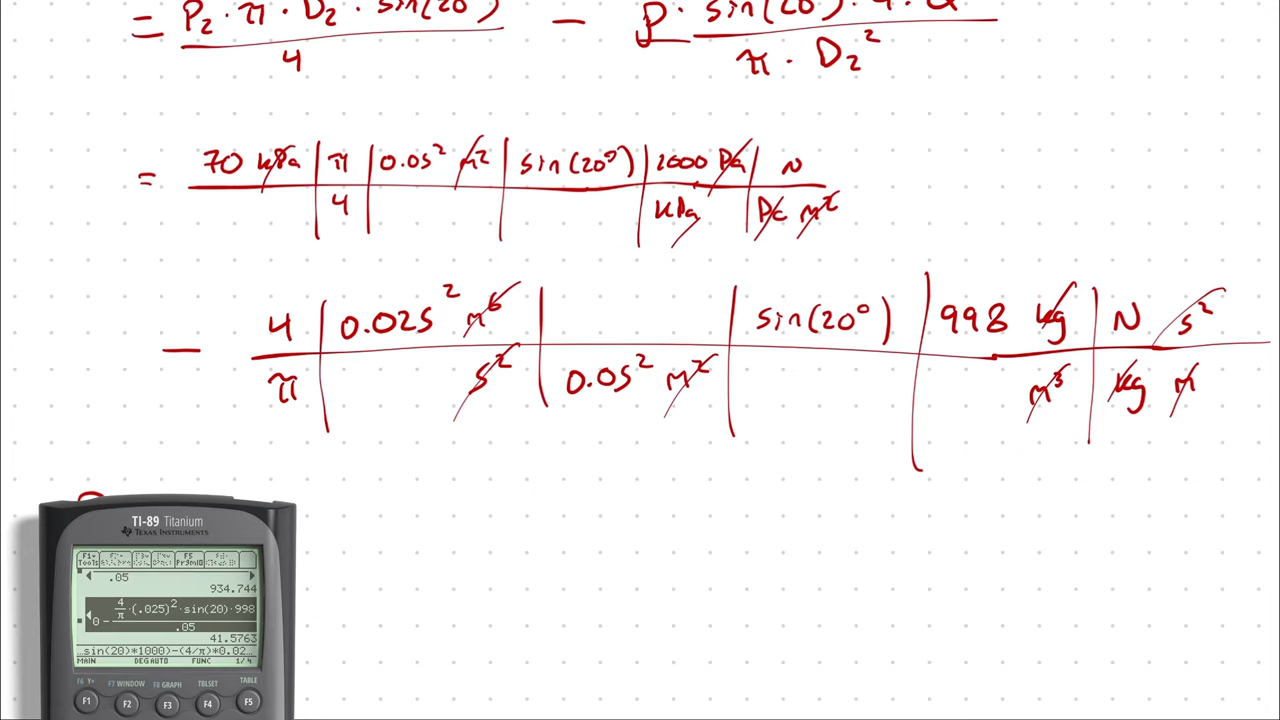 = P₂ · π · D₂ · sin(20°) / 4 − ρ · sin(20°) · 4 · Q / π · D₂²
= 70 kPa | π | 0.05² m² | sin(20°) | 1000 Pa | N
4 | kPa | Pa m²
− 4 | 0.025² m⁶ | | sin(20°) | 998 kg | N s²
π | s² | 0.05² m² | | m³ | kg m
TI-89 Titanium
TEXAS INSTRUMENTS
F1 Tools F5 PrgmIO
.05
934.744
0 - 4/π·(.025)²·sin(20)·998 / .05
41.5763
…sin(20)*1000)-(4/π)*0.02…
MAIN DEG AUTO FUNC 1/4
F6 Y= F7 WINDOW F8 GRAPH TBLSET TABLE
F1 F2 F3 F4 F5